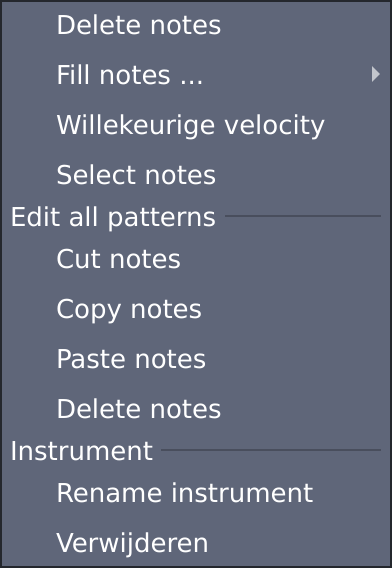 Delete notes
Fill notes ...
Willekeurige velocity
Select notes
Edit all patterns
Cut notes
Copy notes
Paste notes
Delete notes
Instrument
Rename instrument
Verwijderen